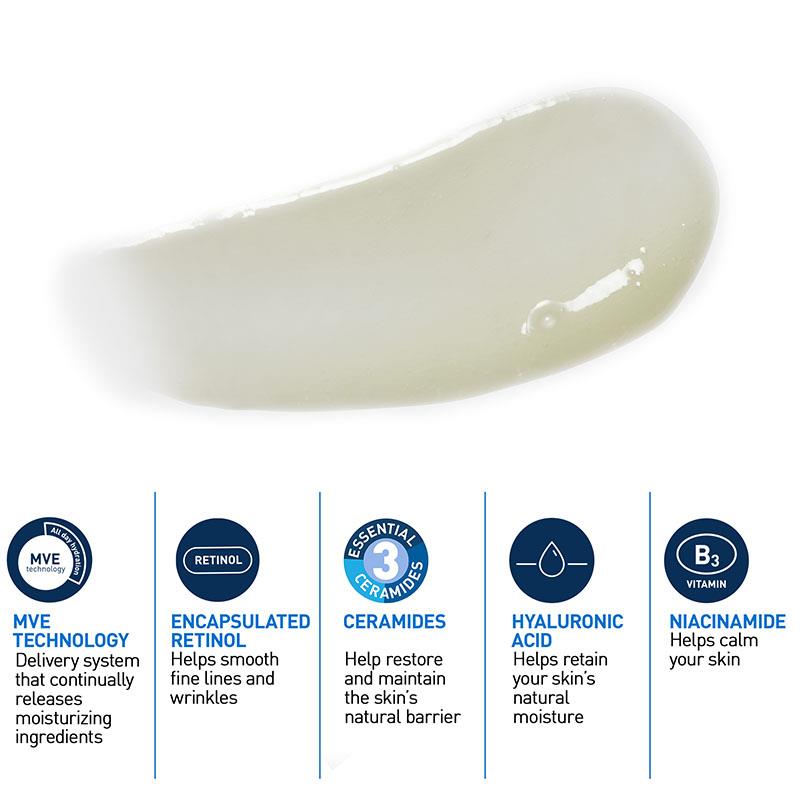 All day hydration
MVE
technology
MVE
TECHNOLOGY
Delivery system
that continually
releases
moisturizing
ingredients
RETINOL
ENCAPSULATED
RETINOL
Helps smooth
fine lines and
wrinkles
ESSENTIAL
3
CERAMIDES
CERAMIDES
Help restore
and maintain
the skin's
natural barrier
HYALURONIC
ACID
Helps retain
your skin's
natural
moisture
B3
VITAMIN
NIACINAMIDE
Helps calm
your skin